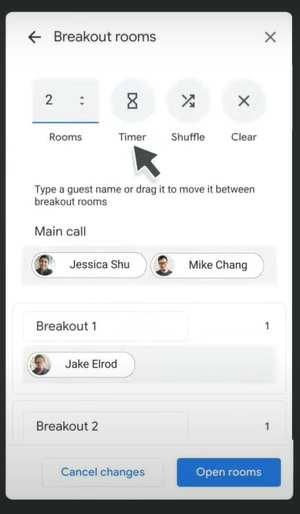 Breakout rooms
2
Rooms
Timer
Shuffle
Clear
Type a guest name or drag it to move it between
breakout rooms
Main call
Jessica Shu
Mike Chang
Breakout 1
1
Jake Elrod
Breakout 2
1
Cancel changes
Open rooms